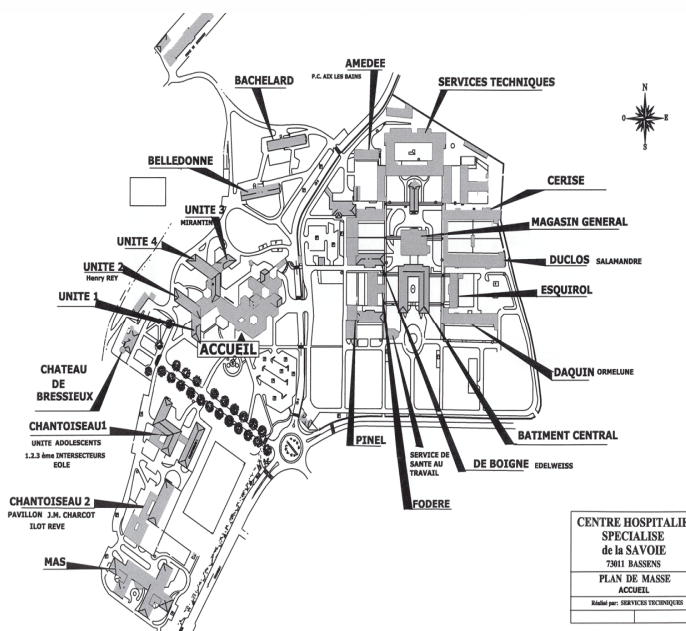 AMEDEE
P.C. AIX LES BAINS
BACHELARD
SERVICES TECHNIQUES
N
O
E
S
BELLEDONNE
CERISE
UNITE 3
MIRANTIN
MAGASIN GENERAL
UNITE 4
DUCLOS SALAMANDRE
UNITE 2
Henry REY
ESQUIROL
UNITE 1
ACCUEIL
CHATEAU
DE
BRESSIEUX
DAQUIN ORMELUNE
CHANTOISEAU1
UNITE ADOLESCENTS
1.2.3 ème INTERSECTEURS
EOLE
PINEL
BATIMENT CENTRAL
SERVICE DE
SANTE AU
TRAVAIL
DE BOIGNE EDELWEISS
CHANTOISEAU 2
PAVILLON J.M. CHARCOT
ILOT REVE
FODERE
MAS
CENTRE HOSPITALIE
SPECIALISE
de la SAVOIE
73011 BASSENS
PLAN DE MASSE
ACCUEIL
Réalisé par: SERVICES TECHNIQUES